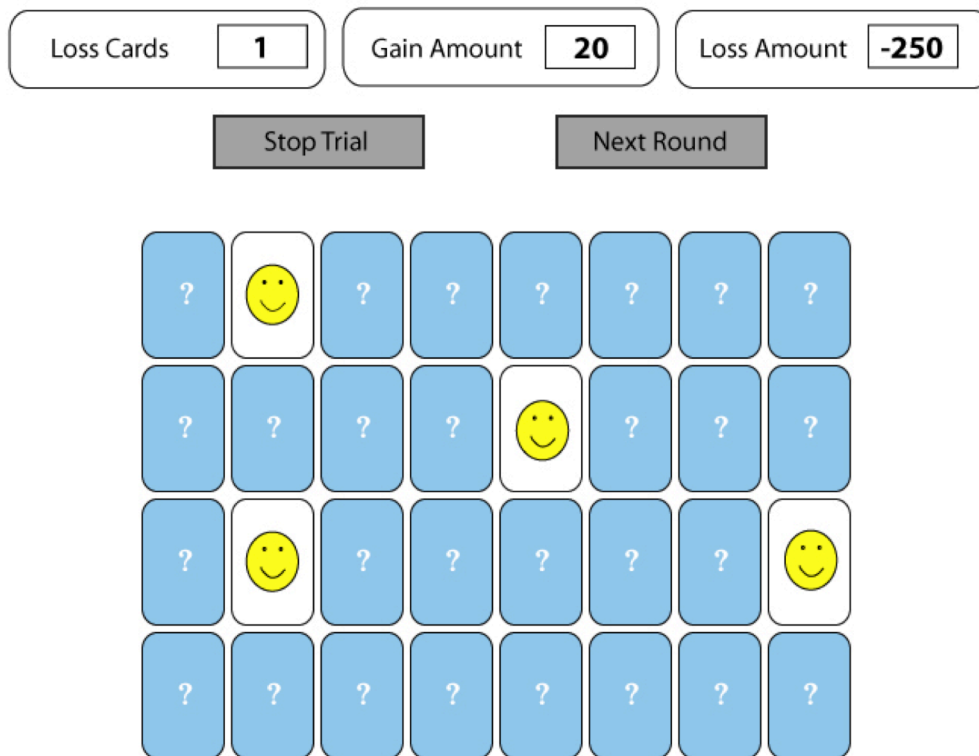 Loss Cards 1 Gain Amount 20 Loss Amount -250
Stop Trial Next Round
? ? ? ? ? ? ?
? ? ? ? ? ? ?
? ? ? ? ? ?
? ? ? ? ? ? ? ?